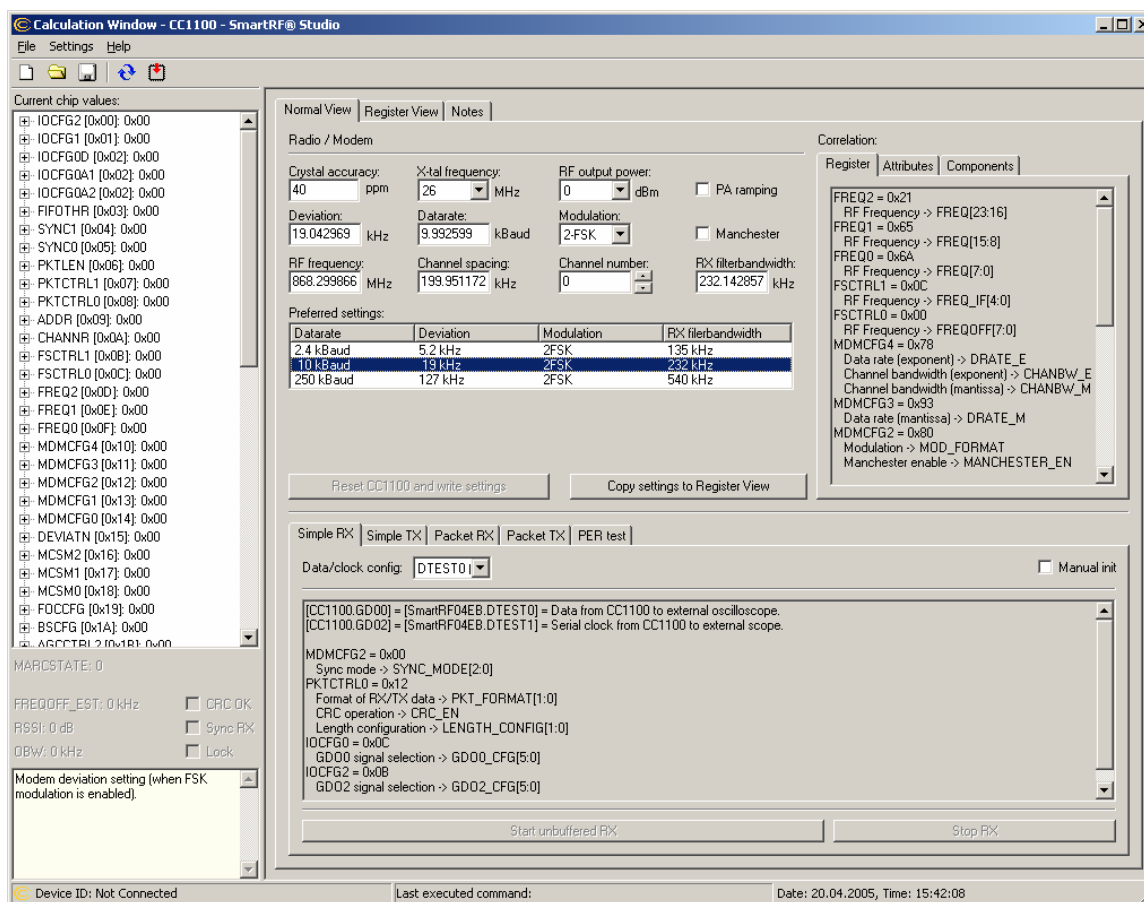 Calculation Window - CC1100 - SmartRF® Studio
File Settings Help
Current chip values:
IOCFG2 [0x00]: 0x00
IOCFG1 [0x01]: 0x00
IOCFG0D [0x02]: 0x00
IOCFG0A1 [0x02]: 0x00
IOCFG0A2 [0x02]: 0x00
FIFOTHR [0x03]: 0x00
SYNC1 [0x04]: 0x00
SYNC0 [0x05]: 0x00
PKTLEN [0x06]: 0x00
PKTCTRL1 [0x07]: 0x00
PKTCTRL0 [0x08]: 0x00
ADDR [0x09]: 0x00
CHANNR [0x0A]: 0x00
FSCTRL1 [0x0B]: 0x00
FSCTRL0 [0x0C]: 0x00
FREQ2 [0x0D]: 0x00
FREQ1 [0x0E]: 0x00
FREQ0 [0x0F]: 0x00
MDMCFG4 [0x10]: 0x00
MDMCFG3 [0x11]: 0x00
MDMCFG2 [0x12]: 0x00
MDMCFG1 [0x13]: 0x00
MDMCFG0 [0x14]: 0x00
DEVIATN [0x15]: 0x00
MCSM2 [0x16]: 0x00
MCSM1 [0x17]: 0x00
MCSM0 [0x18]: 0x00
FOCCFG [0x19]: 0x00
BSCFG [0x1A]: 0x00
AGCCTRL2 [0x1B]: 0x00
MARCSTATE: 0
FREQOFF_EST: 0 kHz CRC OK
RSSI: 0 dB Sync RX
OBW: 0 kHz Lock
Modem deviation setting (when FSK
modulation is enabled).
Normal View Register View Notes
Radio / Modem
Crystal accuracy: X-tal frequency: RF output power:
40 ppm 26 MHz 0 dBm PA ramping
Deviation: Datarate: Modulation:
19.042969 kHz 9.992599 kBaud 2-FSK Manchester
RF frequency: Channel spacing: Channel number: RX filterbandwidth:
868.299866 MHz 199.951172 kHz 0 232.142857 kHz
Preferred settings:
Datarate Deviation Modulation RX filerbandwidth
2.4 kBaud 5.2 kHz 2FSK 135 kHz
10 kBaud 19 kHz 2FSK 232 kHz
250 kBaud 127 kHz 2FSK 540 kHz
Reset CC1100 and write settings Copy settings to Register View
Correlation:
Register Attributes Components
FREQ2 = 0x21
RF Frequency -> FREQ[23:16]
FREQ1 = 0x65
RF Frequency -> FREQ[15:8]
FREQ0 = 0x6A
RF Frequency -> FREQ[7:0]
FSCTRL1 = 0x0C
RF Frequency -> FREQ_IF[4:0]
FSCTRL0 = 0x00
RF Frequency -> FREQOFF[7:0]
MDMCFG4 = 0x78
Data rate (exponent) -> DRATE_E
Channel bandwidth (exponent) -> CHANBW_E
Channel bandwidth (mantissa) -> CHANBW_M
MDMCFG3 = 0x93
Data rate (mantissa) -> DRATE_M
MDMCFG2 = 0x80
Modulation -> MOD_FORMAT
Manchester enable -> MANCHESTER_EN
Simple RX Simple TX Packet RX Packet TX PER test
Data/clock config: DTEST0 Manual init
[CC1100.GD00] = [SmartRF04EB.DTEST0] = Data from CC1100 to external oscilloscope.
[CC1100.GD02] = [SmartRF04EB.DTEST1] = Serial clock from CC1100 to external scope.
MDMCFG2 = 0x00
Sync mode -> SYNC_MODE[2:0]
PKTCTRL0 = 0x12
Format of RX/TX data -> PKT_FORMAT[1:0]
CRC operation -> CRC_EN
Length configuration -> LENGTH_CONFIG[1:0]
IOCFG0 = 0x0C
GDO0 signal selection -> GDO0_CFG[5:0]
IOCFG2 = 0x0B
GDO2 signal selection -> GDO2_CFG[5:0]
Start unbuffered RX Stop RX
Device ID: Not Connected Last executed command: Date: 20.04.2005, Time: 15:42:08